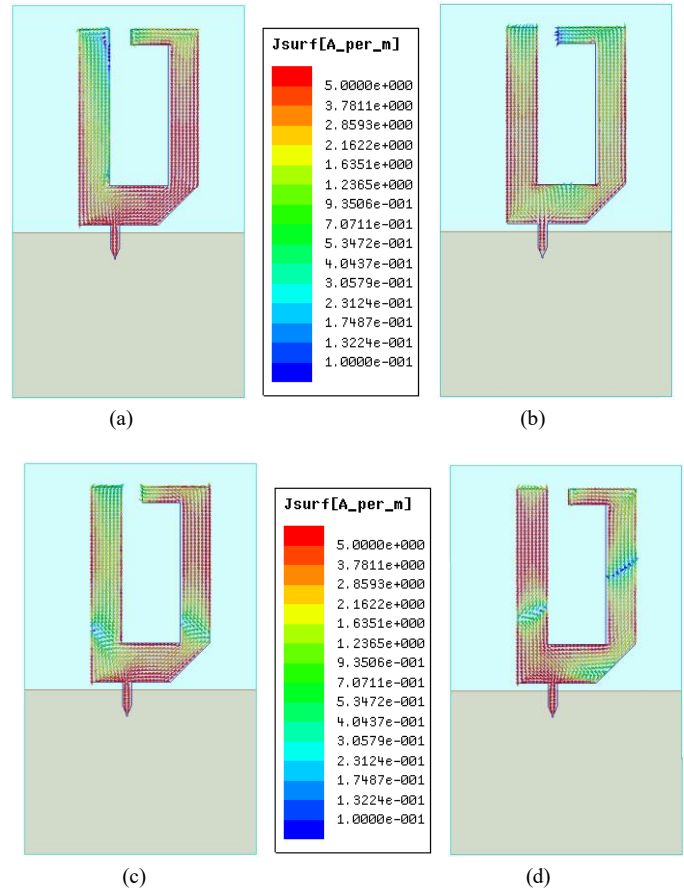 Jsurf[A_per_m]
5.0000e+000
3.7811e+000
2.8593e+000
2.1622e+000
1.6351e+000
1.2365e+000
9.3506e-001
7.0711e-001
5.3472e-001
4.0437e-001
3.0579e-001
2.3124e-001
1.7487e-001
1.3224e-001
1.0000e-001
(a)
(b)
Jsurf[A_per_m]
5.0000e+000
3.7811e+000
2.8593e+000
2.1622e+000
1.6351e+000
1.2365e+000
9.3506e-001
7.0711e-001
5.3472e-001
4.0437e-001
3.0579e-001
2.3124e-001
1.7487e-001
1.3224e-001
1.0000e-001
(c)
(d)